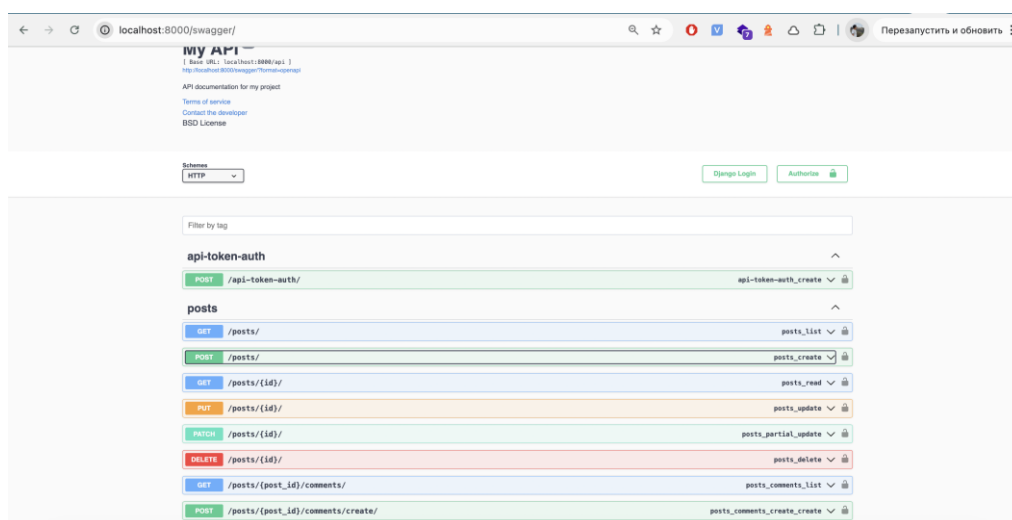 localhost:8000/swagger/
7
Перезапустить и обновить
My API
[ Base URL: localhost:8000/api ]
http://localhost:8000/swagger/?format=openapi
API documentation for my project
Terms of service
Contact the developer
BSD License
Schemes
HTTP
Django Login
Authorize
Filter by tag
api-token-auth
POST /api-token-auth/ api-token-auth_create
posts
GET /posts/ posts_list
POST /posts/ posts_create
GET /posts/{id}/ posts_read
PUT /posts/{id}/ posts_update
PATCH /posts/{id}/ posts_partial_update
DELETE /posts/{id}/ posts_delete
GET /posts/{post_id}/comments/ posts_comments_list
POST /posts/{post_id}/comments/create/ posts_comments_create_create